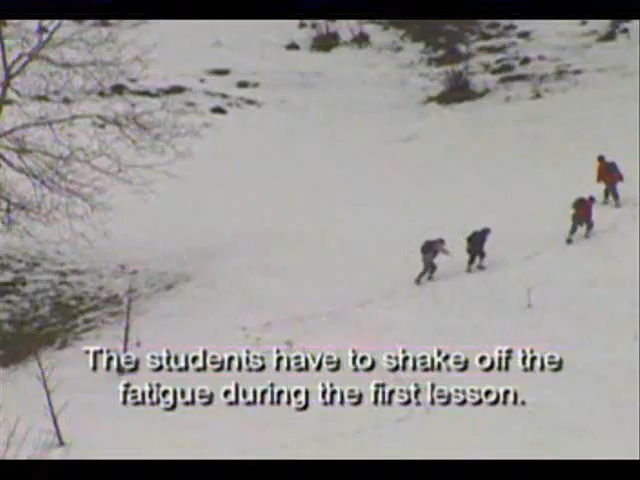 The students have to shake off the
fatigue during the first lesson.